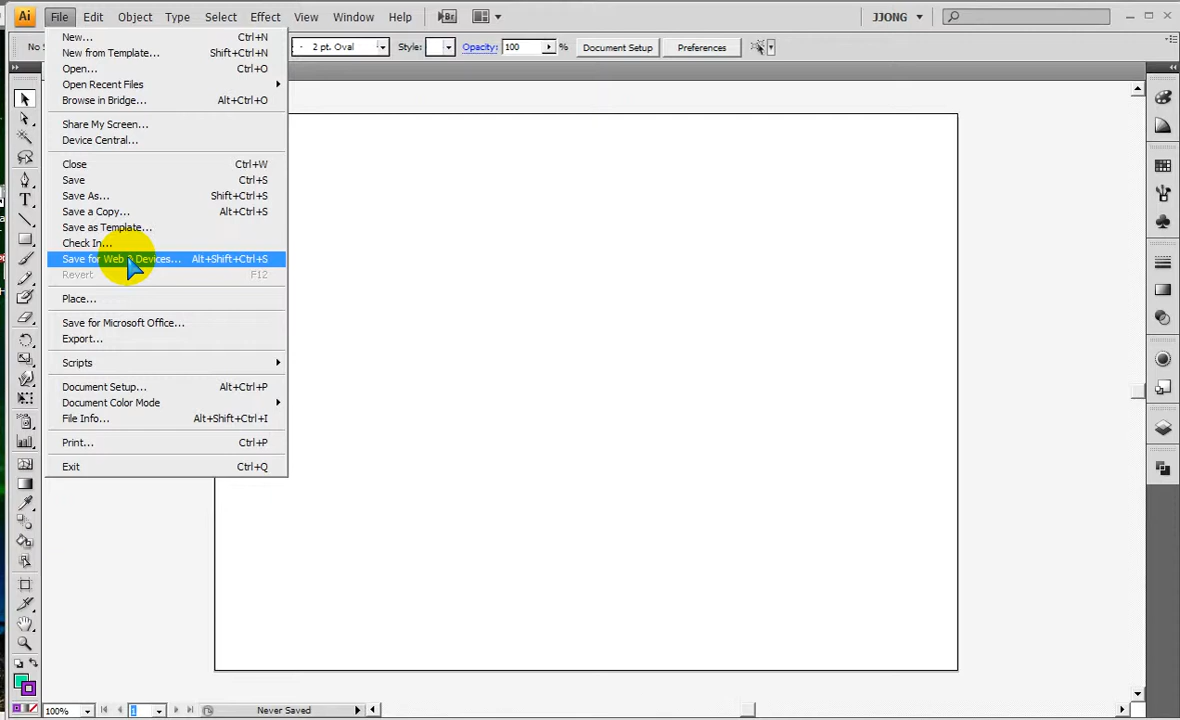 Ai File Edit Object Type Select Effect View Window Help Br JJONG
2 pt. Oval Style: Opacity: 100 % Document Setup Preferences
New... Ctrl+N
New from Template... Shift+Ctrl+N
Open... Ctrl+O
Open Recent Files
Browse in Bridge... Alt+Ctrl+O
Share My Screen...
Device Central...
Close Ctrl+W
Save Ctrl+S
Save As... Shift+Ctrl+S
Save a Copy... Alt+Ctrl+S
Save as Template...
Check In...
Save for Web Devices... Alt+Shift+Ctrl+S
Revert F12
Place...
Save for Microsoft Office...
Export...
Scripts
Document Setup... Alt+Ctrl+P
Document Color Mode
File Info... Alt+Shift+Ctrl+I
Print... Ctrl+P
Exit Ctrl+Q
100% 1 Never Saved